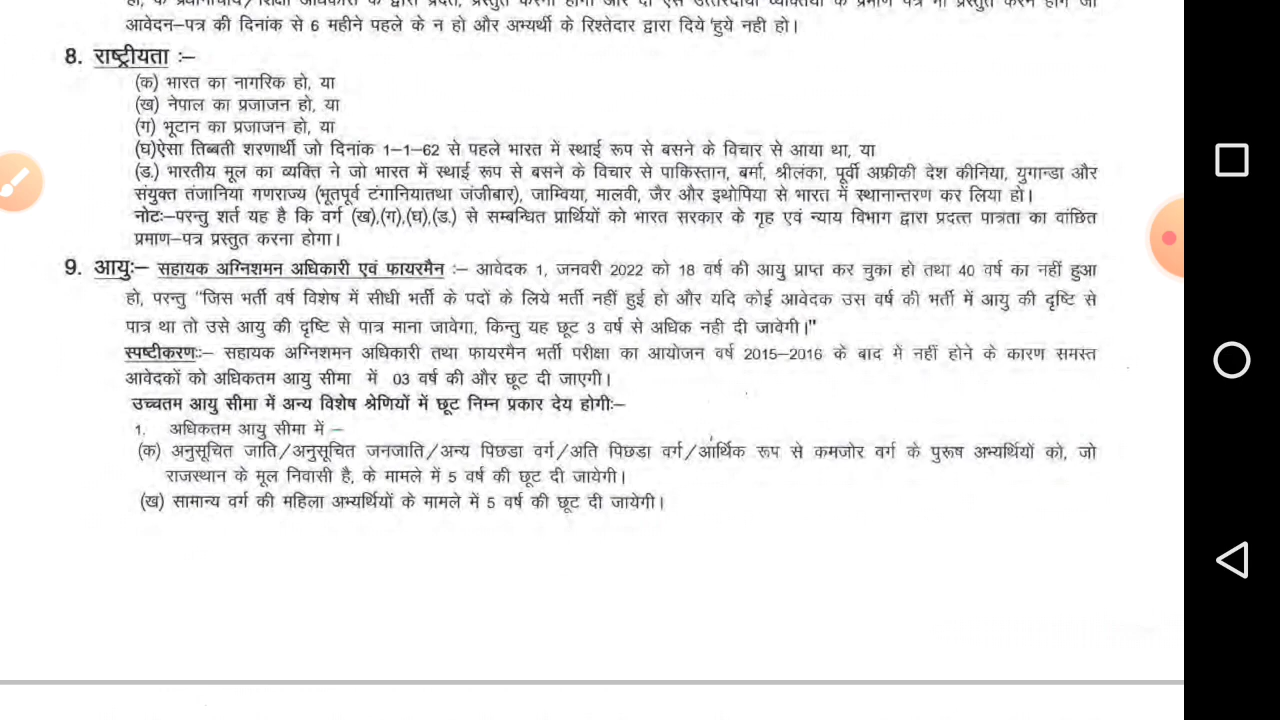 आवेदन–पत्र की दिनांक से 6 महीने पहले के न हो और अभ्यर्थी के रिश्तेदार द्वारा दिये 'हुये नही हो।
8. राष्ट्रीयता :–
(क) भारत का नागरिक हो, या
(ख) नेपाल का प्रजाजन हो, या
(ग) भूटान का प्रजाजन हो, या
(घ)ऐसा तिब्बती शरणार्थी जो दिनांक 1–1–62 से पहले भारत में स्थाई रूप से बसने के विचार से आया था, या
(ड.) भारतीय मूल का व्यक्ति ने जो भारत में स्थाई रूप से बसने के विचार से पाकिस्तान, बर्मा, श्रीलंका, पूर्वी अफ्रीकी देश कीनिया, युगान्डा और
संयुक्त तंजानिया गणराज्य (भूतपूर्व टंगानियातथा जंजीबार), जाम्विया, मालवी, जैर और इथोपिया से भारत में स्थानान्तरण कर लिया हो।
नोटः–परन्तु शर्त यह है कि वर्ग (ख),(ग),(घ),(ड.) से सम्बन्धित प्रार्थियों को भारत सरकार के गृह एवं न्याय विभाग द्वारा प्रदत्त पात्रता का वांछित
प्रमाण–पत्र प्रस्तुत करना होगा।
9. आयुः– सहायक अग्निशमन अधिकारी एवं फायरमैन :– आवेदक 1, जनवरी 2022 को 18 वर्ष की आयु प्राप्त कर चुका हो तथा 40 वर्ष का नहीं हुआ
हो, परन्तु "जिस भर्ती वर्ष विशेष में सीधी भर्ती के पदों के लिये भर्ती नहीं हुई हो और यदि कोई आवेदक उस वर्ष की भर्ती में आयु की दृष्टि से
पात्र था तो उसे आयु की दृष्टि से पात्र माना जावेगा, किन्तु यह छूट 3 वर्ष से अधिक नही दी जावेगी।"
स्पष्टीकरणः– सहायक अग्निशमन अधिकारी तथा फायरमैन भर्ती परीक्षा का आयोजन वर्ष 2015–2016 के बाद में नहीं होने के कारण समस्त
आवेदकों को अधिकतम आयु सीमा में 03 वर्ष की और छूट दी जाएगी।
उच्चतम आयु सीमा में अन्य विशेष श्रेणियों में छूट निम्न प्रकार देय होगीः–
1. अधिकतम आयु सीमा में –
(क) अनुसूचित जाति/अनुसूचित जनजाति/अन्य पिछडा वर्ग/अति पिछडा वर्ग/आर्थिक रूप से कमजोर वर्ग के पुरूष अभ्यर्थियों को, जो
राजस्थान के मूल निवासी है, के मामले में 5 वर्ष की छूट दी जायेगी।
(ख) सामान्य वर्ग की महिला अभ्यर्थियों के मामले में 5 वर्ष की छूट दी जायेगी।